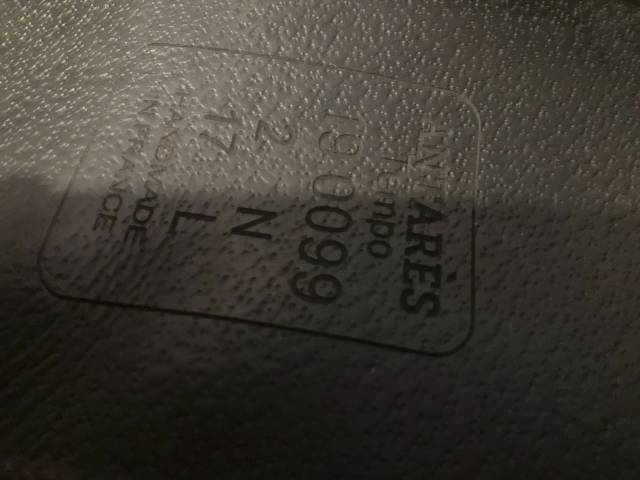 ANTARÈS
Tempo
19 0099
2 N
17 L
HANDMADE
IN FRANCE